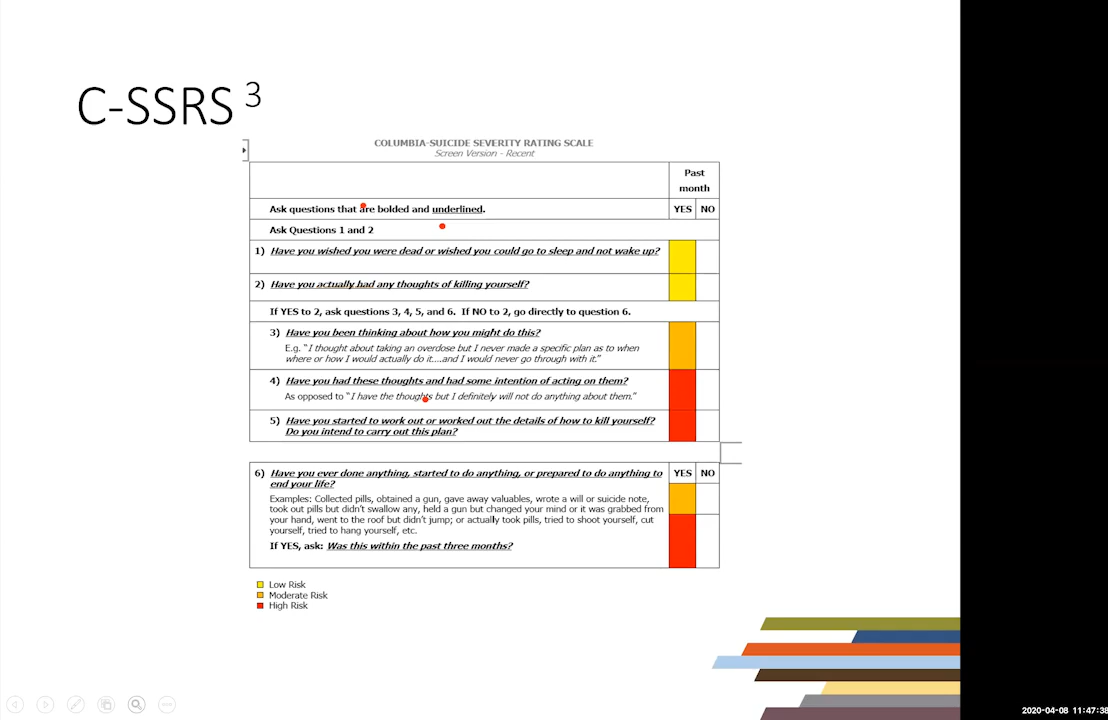 C-SSRS 3
COLUMBIA-SUICIDE SEVERITY RATING SCALE
Screen Version - Recent
Past
month
Ask questions that are bolded and underlined.
YES NO
Ask Questions 1 and 2
1) Have you wished you were dead or wished you could go to sleep and not wake up?
2) Have you actually had any thoughts of killing yourself?
If YES to 2, ask questions 3, 4, 5, and 6. If NO to 2, go directly to question 6.
3) Have you been thinking about how you might do this?
E.g. "I thought about taking an overdose but I never made a specific plan as to when
where or how I would actually do it....and I would never go through with it."
4) Have you had these thoughts and had some intention of acting on them?
As opposed to "I have the thoughts but I definitely will not do anything about them."
5) Have you started to work out or worked out the details of how to kill yourself?
Do you intend to carry out this plan?
6) Have you ever done anything, started to do anything, or prepared to do anything to
end your life?
YES NO
Examples: Collected pills, obtained a gun, gave away valuables, wrote a will or suicide note,
took out pills but didn't swallow any, held a gun but changed your mind or it was grabbed from
your hand, went to the roof but didn't jump; or actually took pills, tried to shoot yourself, cut
yourself, tried to hang yourself, etc.
If YES, ask: Was this within the past three months?
Low Risk
Moderate Risk
High Risk
2020-04-08 11:47:38